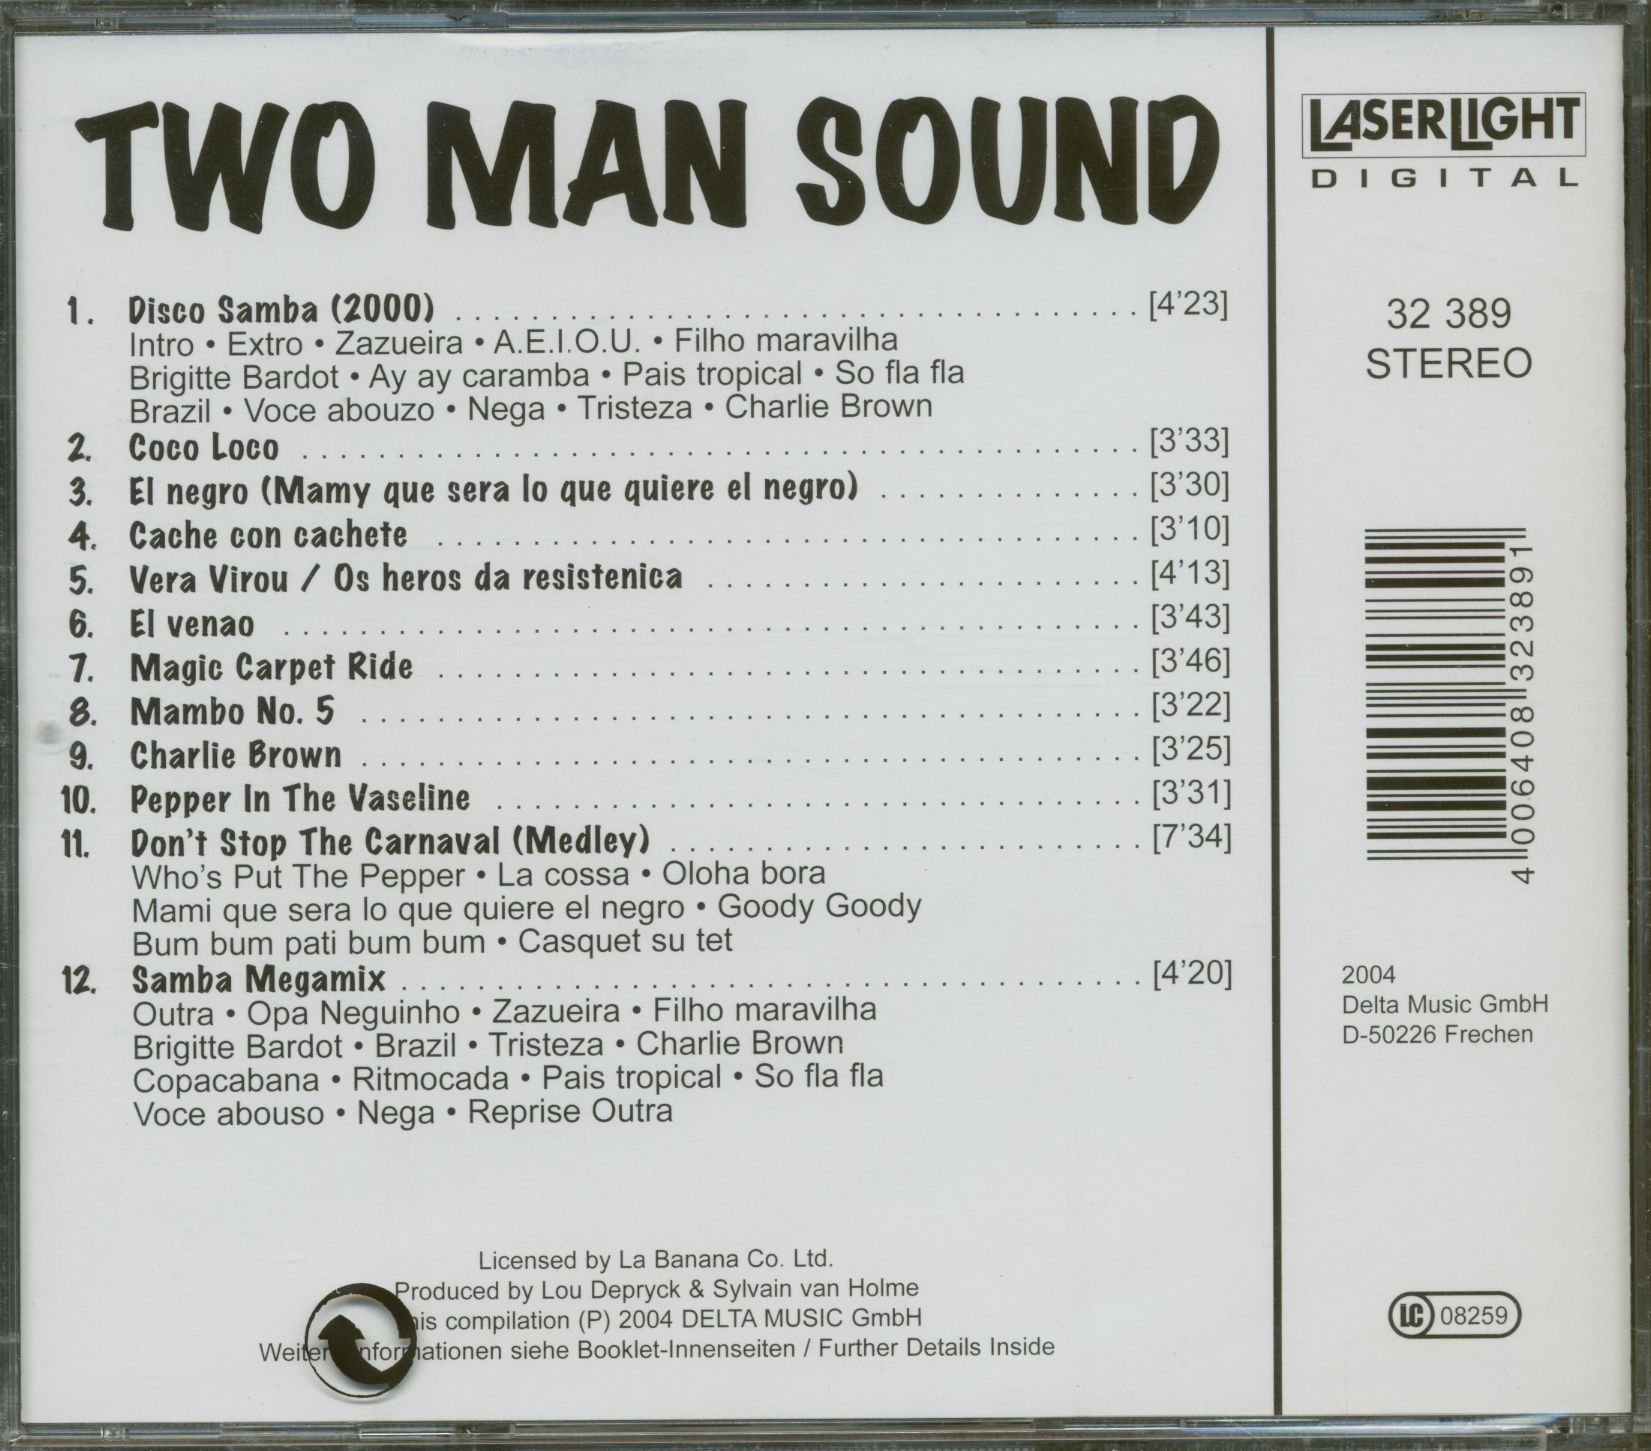 TWO MAN SOUND
1. Disco Samba (2000) [4'23]
Intro • Extro • Zazueira • A.E.I.O.U. • Filho maravilha
Brigitte Bardot • Ay ay caramba • Pais tropical • So fla fla
Brazil • Voce abouzo • Nega • Tristeza • Charlie Brown
2. Coco Loco [3'33]
3. El negro (Mamy que sera lo que quiere el negro) [3'30]
4. Cache con cachete [3'10]
5. Vera Virou / Os heros da resistenica [4'13]
6. El venao [3'43]
7. Magic Carpet Ride [3'46]
8. Mambo No. 5 [3'22]
9. Charlie Brown [3'25]
10. Pepper In The Vaseline [3'31]
11. Don't Stop The Carnaval (Medley) [7'34]
Who's Put The Pepper • La cossa • Oloha bora
Mami que sera lo que quiere el negro • Goody Goody
Bum bum pati bum bum • Casquet su tet
12. Samba Megamix [4'20]
Outra • Opa Neguinho • Zazueira • Filho maravilha
Brigitte Bardot • Brazil • Tristeza • Charlie Brown
Copacabana • Ritmocada • Pais tropical • So fla fla
Voce abouso • Nega • Reprise Outra
Licensed by La Banana Co. Ltd.
Produced by Lou Depryck & Sylvain van Holme
compilation (P) 2004 DELTA MUSIC GmbH
siehe Booklet-Innenseiten / Further Details Inside
LASERLIGHT
DIGITAL
32 389
STEREO
4 006408 323891
2004
Delta Music GmbH
D-50226 Frechen
LC 08259